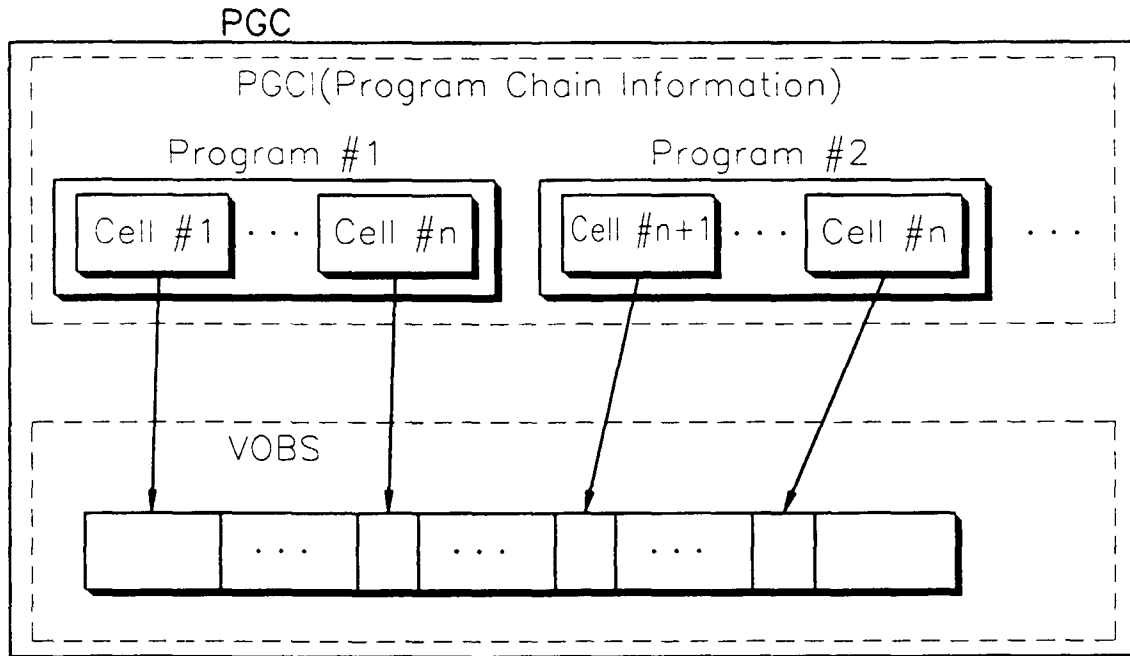 PGC
PGCI(Program Chain Information)
Program #1
Program #2
Cell #1 ··· Cell #n
Cell #n+1 ··· Cell #n
···
VOBS
··· ··· ···